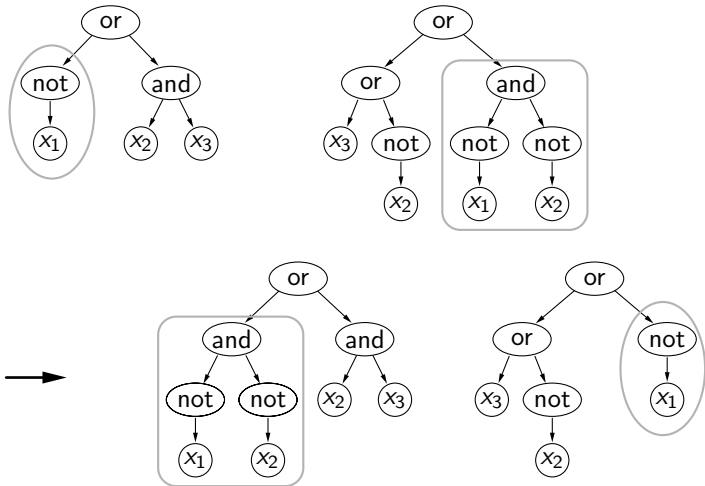 or or
not and or and
x1 x2 x3 x3 not not not
x2 x1 x2
or or
and and or not
not not x2 x3 x3 not x1
x1 x2 x2